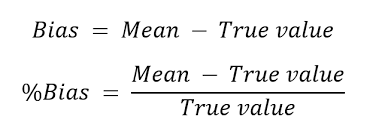 Bias = Mean − True value
%Bias = Mean − True value
True value